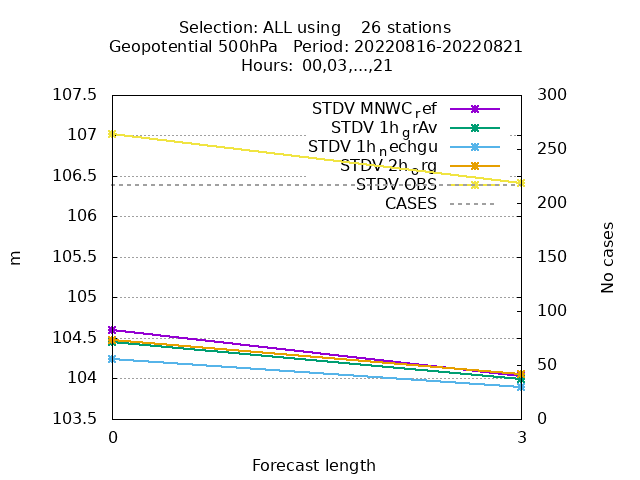 Selection: ALL using    26 stations
Geopotential 500hPa   Period: 20220816-20220821
Hours: 00,03,...,21
107.5
107
106.5
106
105.5
105
104.5
104
103.5
300
250
200
150
100
50
0
STDV MNWC_ref
STDV 1h_grAv
STDV 1h_nechgu
STDV 2h_org
STDV OBS
CASES
m
No cases
0
3
Forecast length